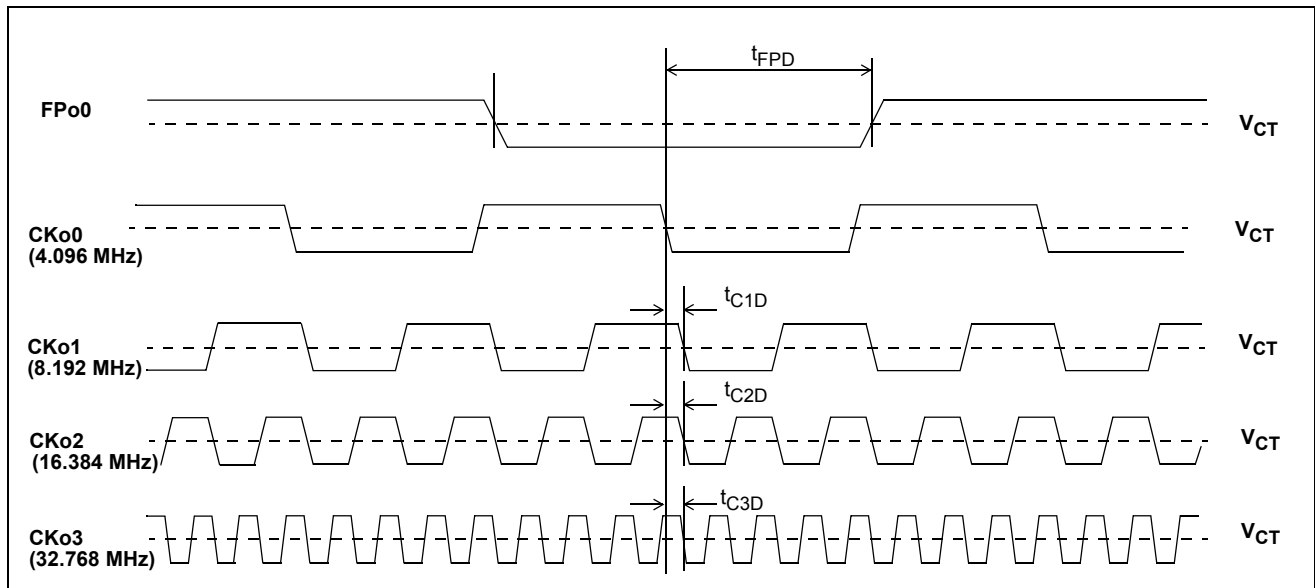 tFPD
FPo0
VCT
CKo0
(4.096 MHz)
VCT
tC1D
CKo1
(8.192 MHz)
VCT
tC2D
CKo2
(16.384 MHz)
VCT
tC3D
CKo3
(32.768 MHz)
VCT